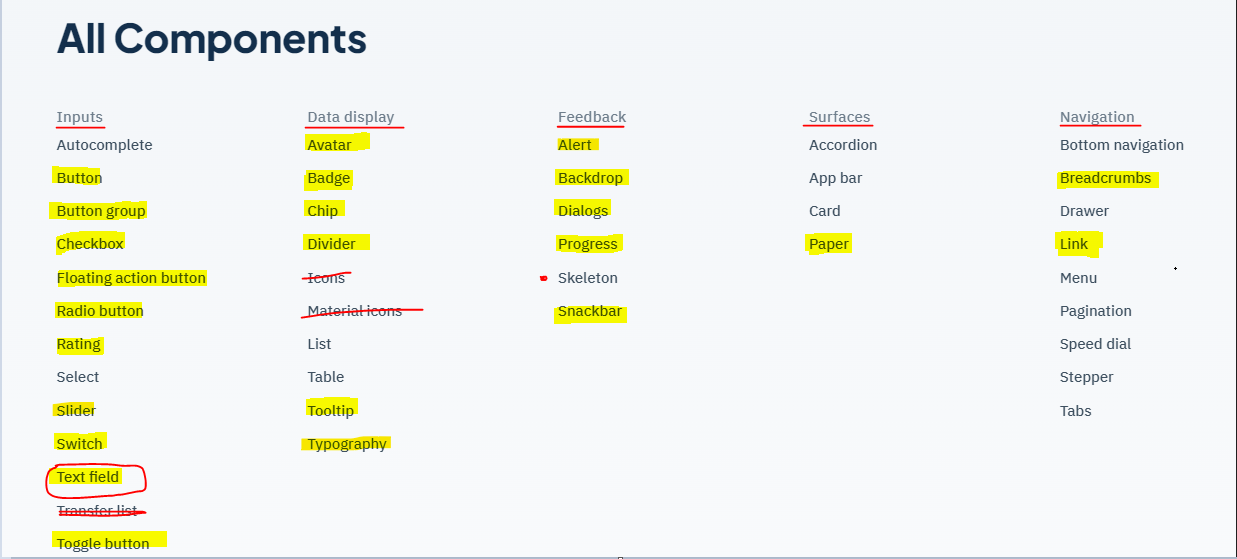 All Components
Inputs
Autocomplete
Button
Button group
Checkbox
Floating action button
Radio button
Rating
Select
Slider
Switch
Text field
Transfer list
Toggle button
Data display
Avatar
Badge
Chip
Divider
Icons
Material icons
List
Table
Tooltip
Typography
Feedback
Alert
Backdrop
Dialogs
Progress
Skeleton
Snackbar
Surfaces
Accordion
App bar
Card
Paper
Navigation
Bottom navigation
Breadcrumbs
Drawer
Link
Menu
Pagination
Speed dial
Stepper
Tabs